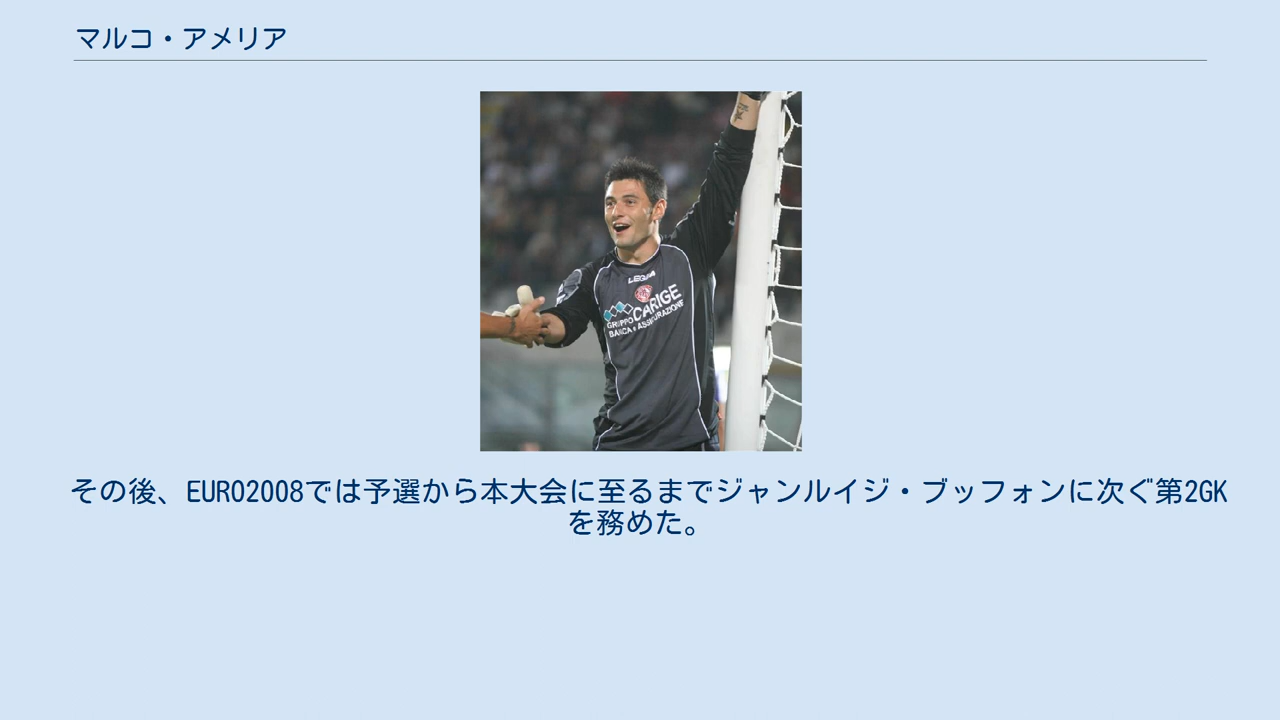 マルコ・アメリア
LEGEA
GRUPPO CARIGE
BANCA e ASSICURAZIONE
その後、EURO2008では予選から本大会に至るまでジャンルイジ・ブッフォンに次ぐ第2GK
を務めた。